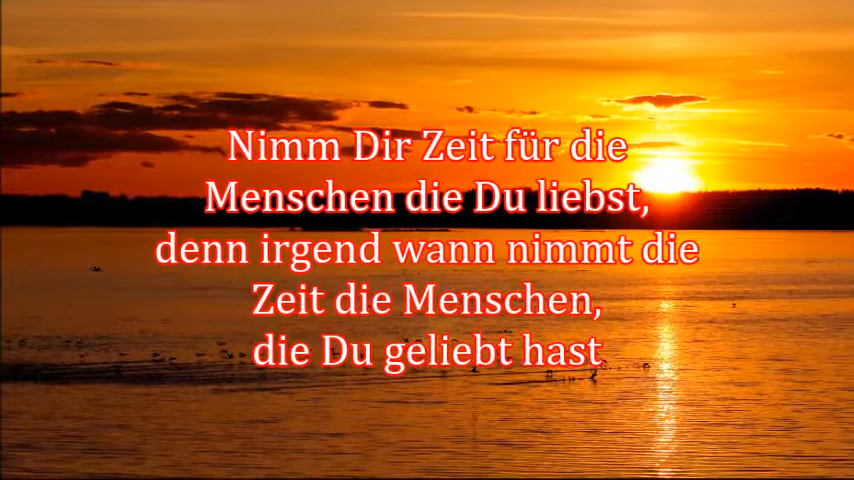 Nimm Dir Zeit für die
Menschen die Du liebst,
denn irgend wann nimmt die
Zeit die Menschen,
die Du geliebt hast